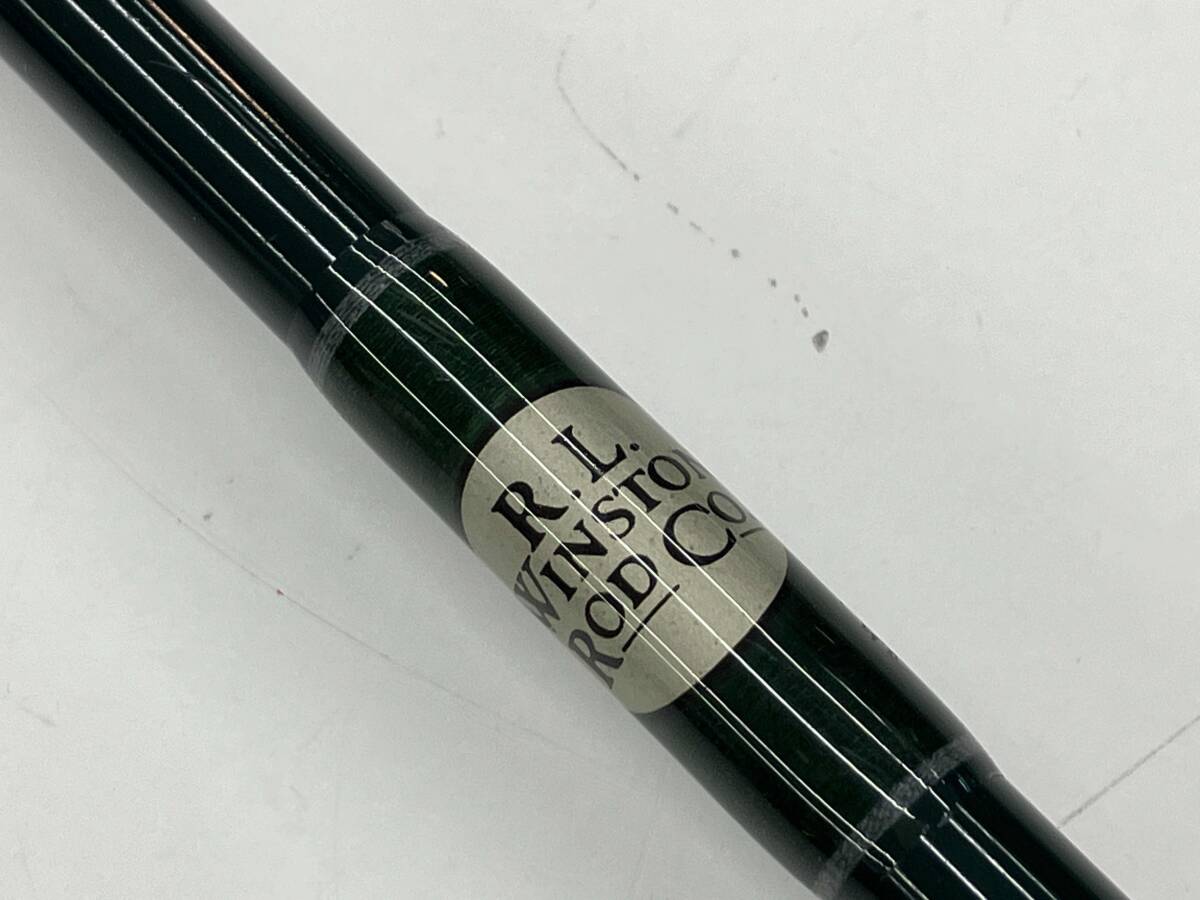 R. L.
WINSTON
ROD CO.